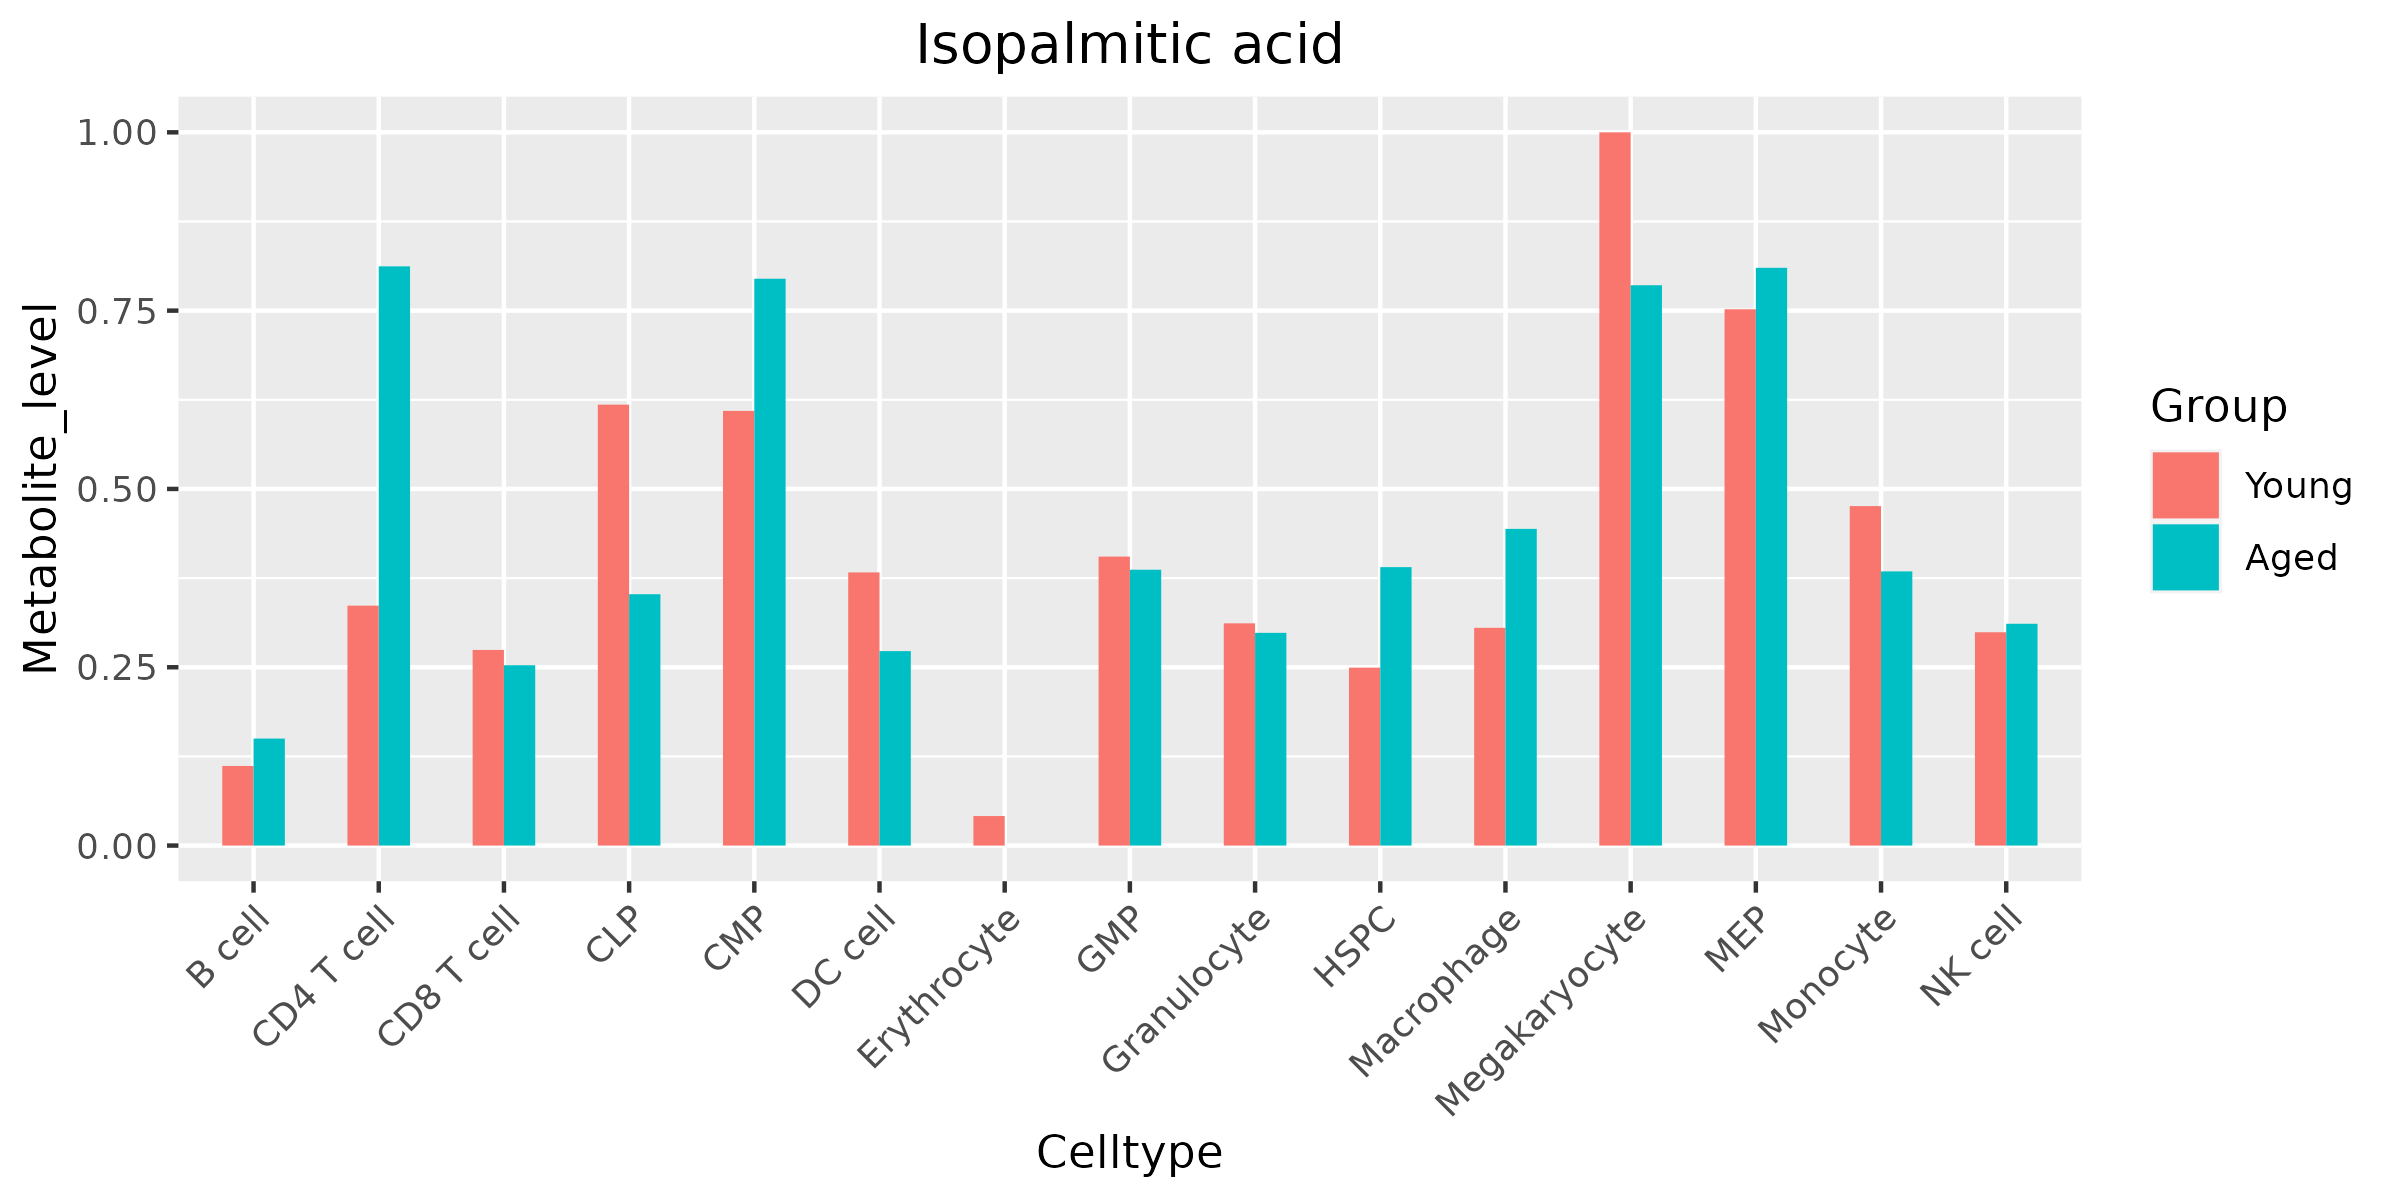 Isopalmitic acid
Metabolite_level
1.00
0.75
0.50
0.25
0.00
B cell
CD4 T cell
CD8 T cell
CLP
CMP
DC cell
Erythrocyte
GMP
Granulocyte
HSPC
Macrophage
Megakaryocyte
MEP
Monocyte
NK cell
Celltype
Group
Young
Aged